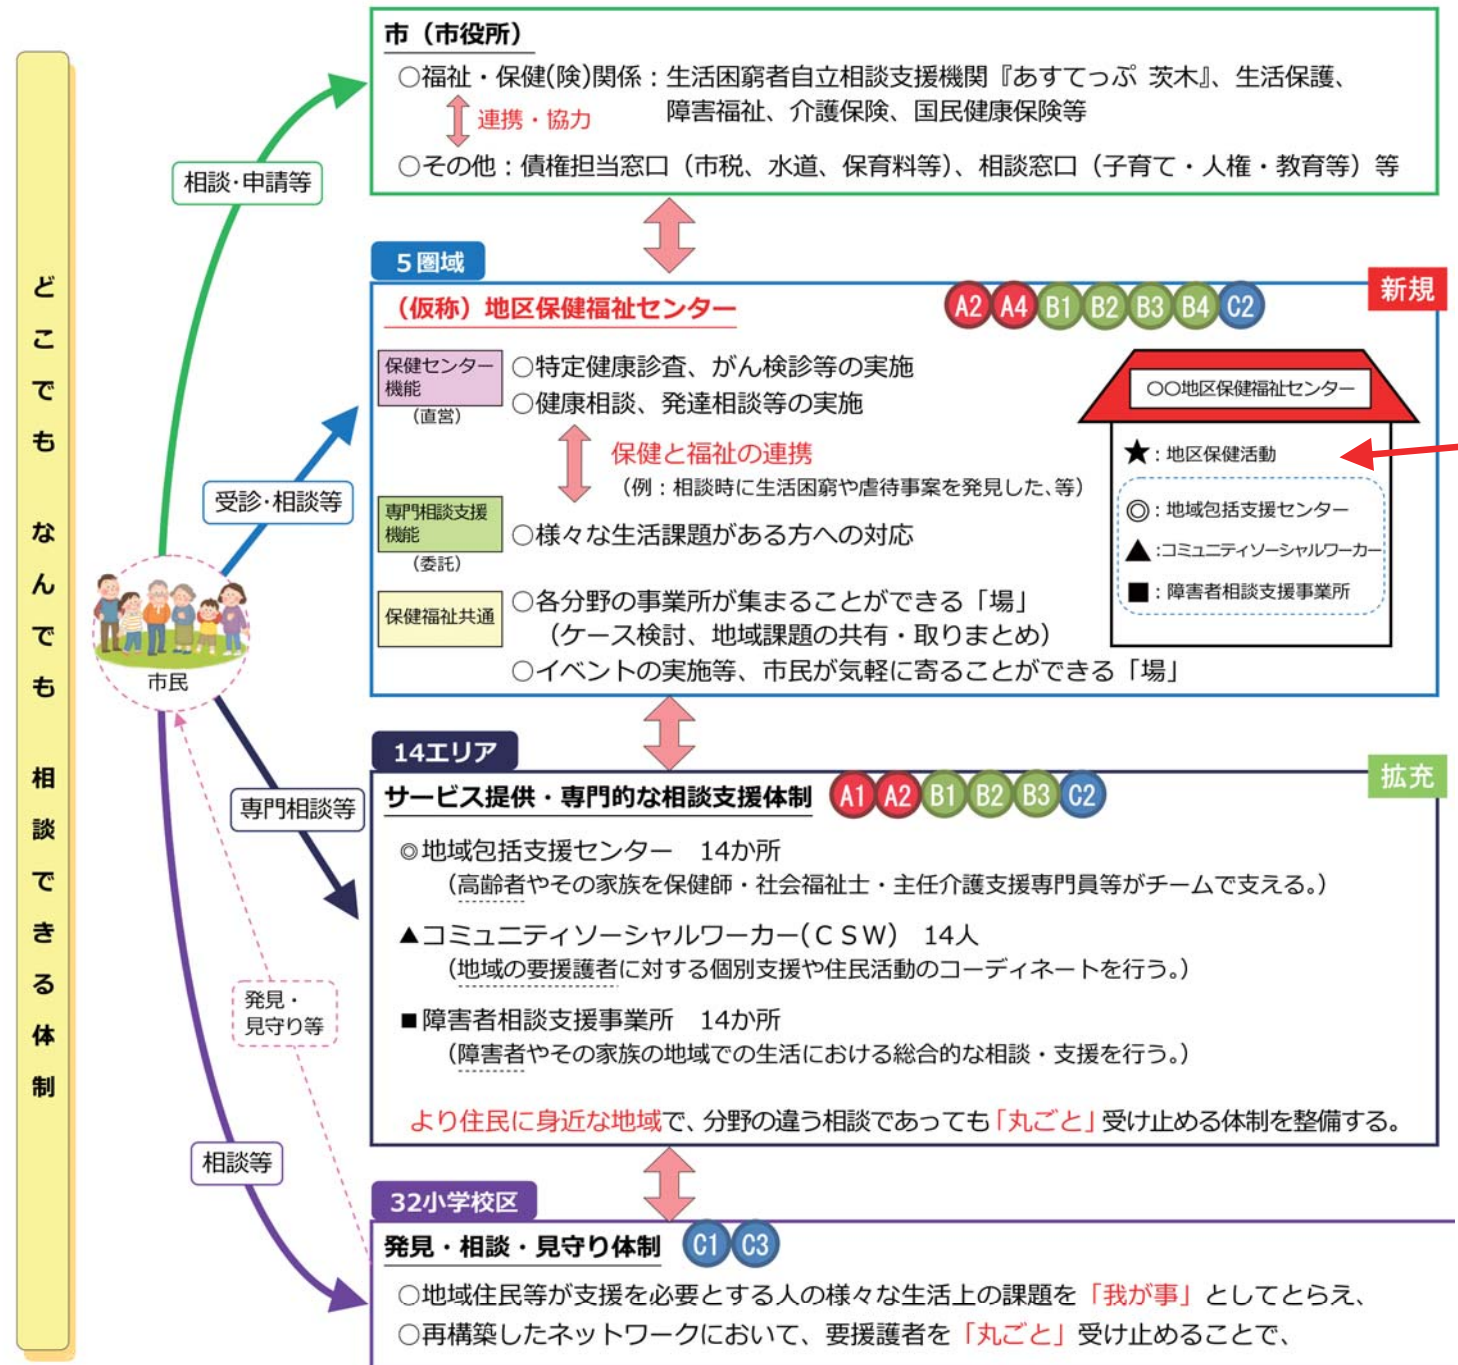 どこでも なんでも 相談できる体制
市（市役所）
○福祉・保健(険)関係：生活困窮者自立相談支援機関『あすてっぷ 茨木』、生活保護、
障害福祉、介護保険、国民健康保険等
連携・協力
○その他：債権担当窓口（市税、水道、保育料等）、相談窓口（子育て・人権・教育等）等
相談・申請等
5圏域
新規
（仮称）地区保健福祉センター
A2 A4 B1 B2 B3 B4 C2
保健センター
機能
（直営）
○特定健康診査、がん検診等の実施
○健康相談、発達相談等の実施
保健と福祉の連携
（例：相談時に生活困窮や虐待事案を発見した、等）
専門相談支援
機能
（委託）
○様々な生活課題がある方への対応
保健福祉共通
○各分野の事業所が集まることができる「場」
（ケース検討、地域課題の共有・取りまとめ）
○イベントの実施等、市民が気軽に寄ることができる「場」
〇〇地区保健福祉センター
★：地区保健活動
◎：地域包括支援センター
▲：コミュニティソーシャルワーカー
■：障害者相談支援事業所
受診・相談等
市民
14エリア
拡充
サービス提供・専門的な相談支援体制
A1 A2 B1 B2 B3 C2
◎地域包括支援センター　14か所
（高齢者やその家族を保健師・社会福祉士・主任介護支援専門員等がチームで支える。）
▲コミュニティソーシャルワーカー(ＣＳＷ)　14人
（地域の要援護者に対する個別支援や住民活動のコーディネートを行う。）
■障害者相談支援事業所　14か所
（障害者やその家族の地域での生活における総合的な相談・支援を行う。）
より住民に身近な地域で、分野の違う相談であっても「丸ごと」受け止める体制を整備する。
専門相談等
発見・
見守り等
相談等
32小学校区
発見・相談・見守り体制
C1 C3
○地域住民等が支援を必要とする人の様々な生活上の課題を「我が事」としてとらえ、
○再構築したネットワークにおいて、要援護者を「丸ごと」受け止めることで、